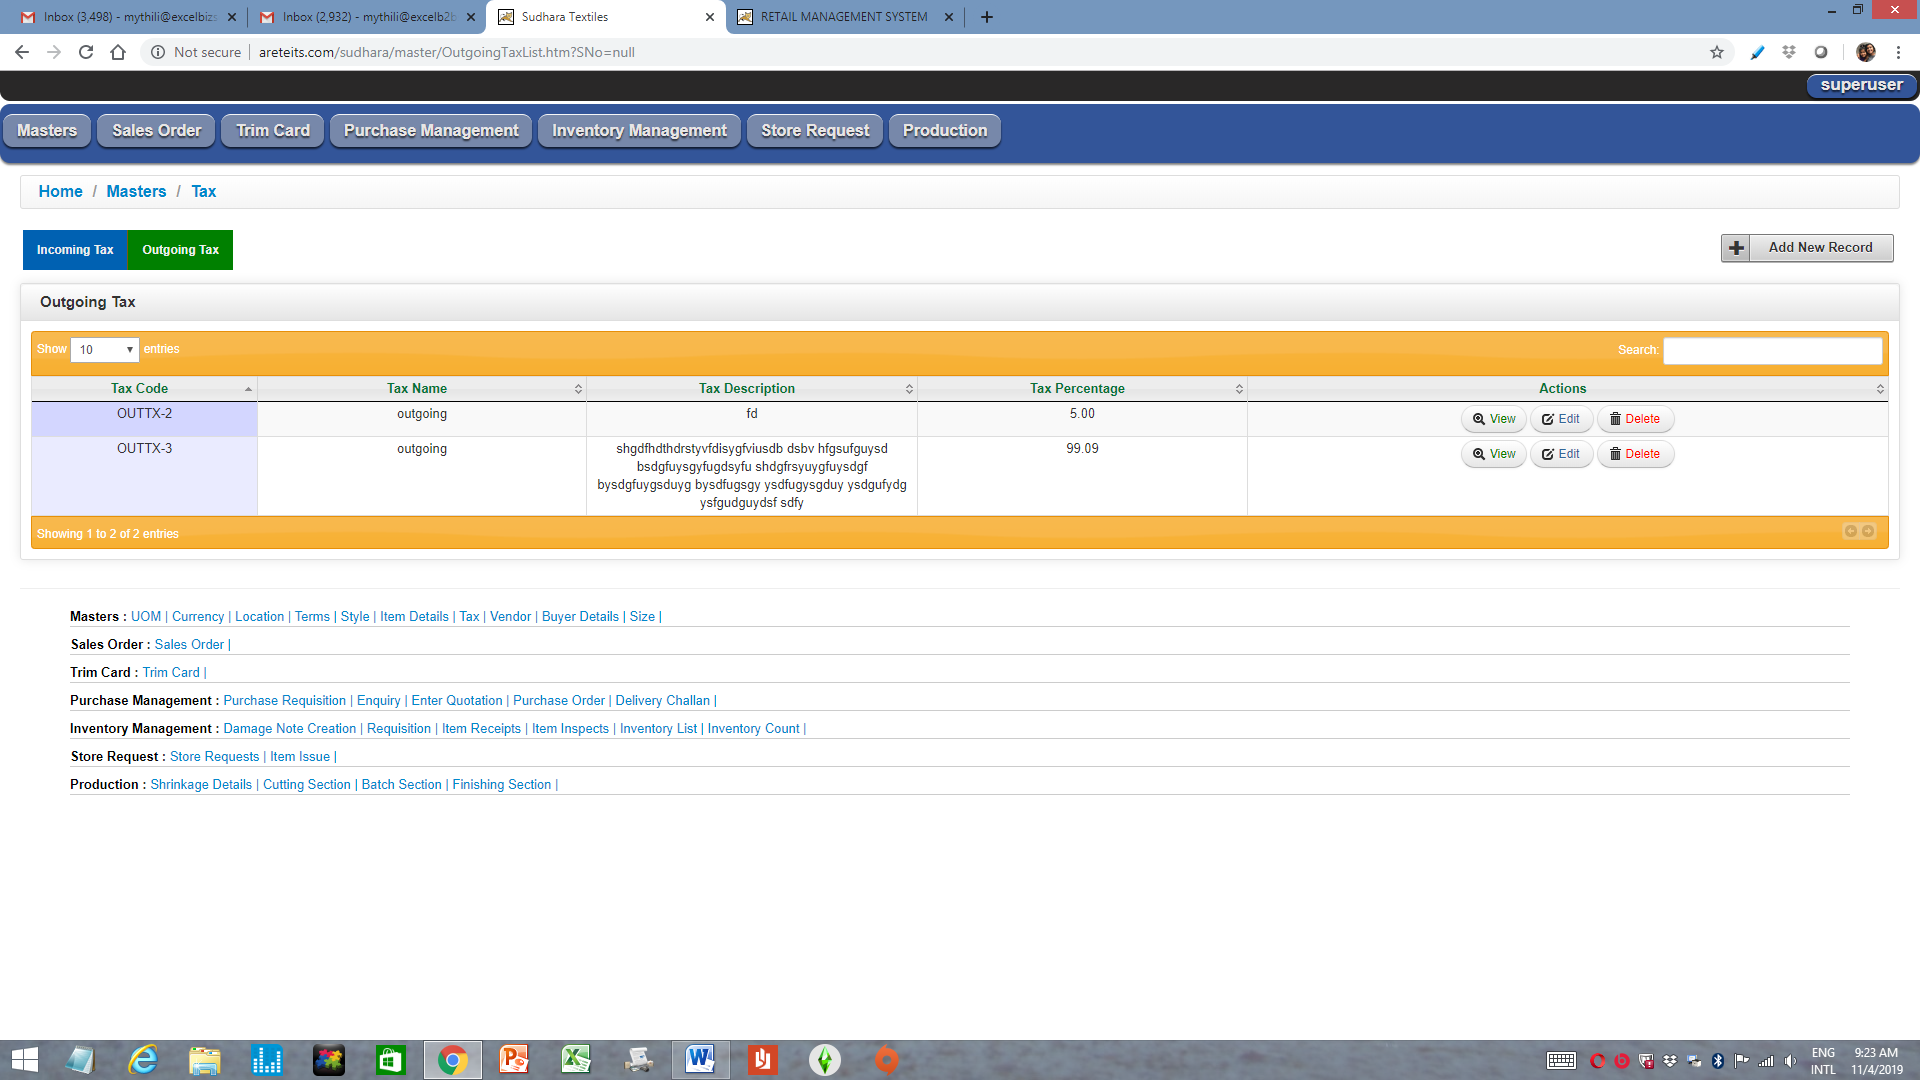 Inbox (3,498) - mythili@excelbizs
Inbox (2,932) - mythili@excelb2b
Sudhara Textiles
RETAIL MANAGEMENT SYSTEM
Not secure
areteits.com/sudhara/master/OutgoingTaxList.htm?SNo=null
superuser
Masters
Sales Order
Trim Card
Purchase Management
Inventory Management
Store Request
Production
Home / Masters / Tax
Incoming Tax
Outgoing Tax
Add New Record
Outgoing Tax
Show 10 entries
Search:
Tax Code Tax Name Tax Description Tax Percentage Actions
OUTTX-2 outgoing fd 5.00 View Edit Delete
OUTTX-3 outgoing shgdfhdthdrstyvfdisygfviusdb dsbv hfgsufguysd 99.09 View Edit Delete
bsdgfuysgyfugdsyfu shdgfrsyuygfuysdgf
bysdgfuygsduyg bysdfugsgy ysdfugysgduy ysdgufydg
ysfgudguydsf sdfy
Showing 1 to 2 of 2 entries
Masters : UOM | Currency | Location | Terms | Style | Item Details | Tax | Vendor | Buyer Details | Size |
Sales Order : Sales Order |
Trim Card : Trim Card |
Purchase Management : Purchase Requisition | Enquiry | Enter Quotation | Purchase Order | Delivery Challan |
Inventory Management : Damage Note Creation | Requisition | Item Receipts | Item Inspects | Inventory List | Inventory Count |
Store Request : Store Requests | Item Issue |
Production : Shrinkage Details | Cutting Section | Batch Section | Finishing Section |
ENG 9:23 AM
INTL 11/4/2019